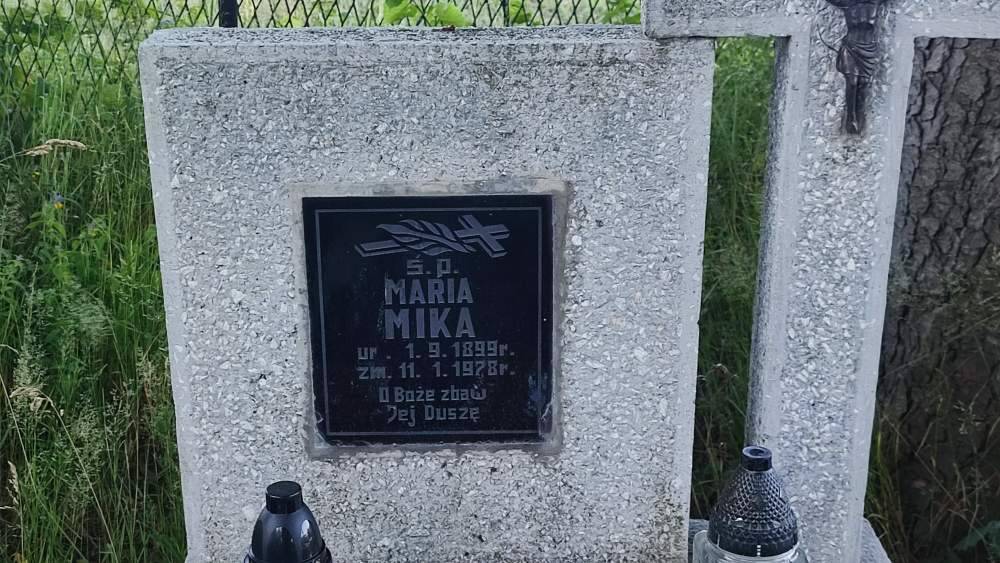 ś. p.
MARIA
MIKA
ur. 1. 9. 1899r.
zm. 11. 1. 1978r.
O Boże zbaw
Jej Duszę